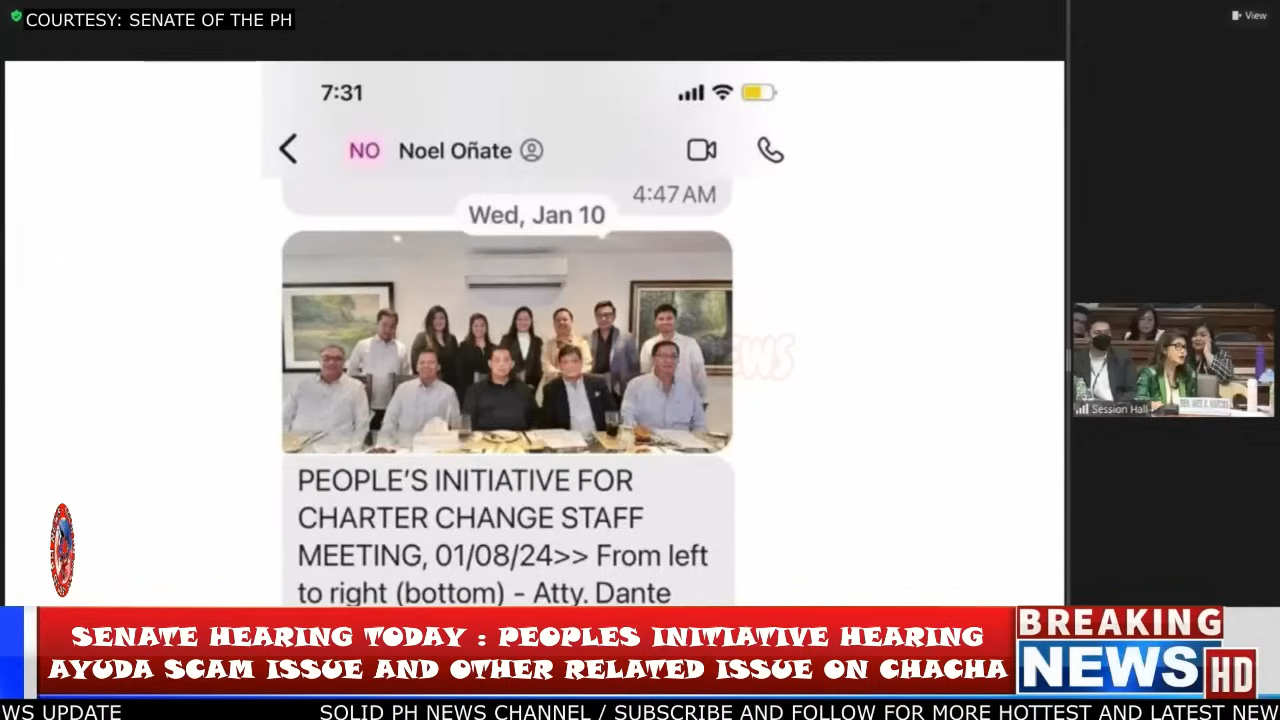 COURTESY: SENATE OF THE PH
View
7:31
NO Noel Oñate
4:47 AM
Wed, Jan 10
EWS
PEOPLE'S INITIATIVE FOR
CHARTER CHANGE STAFF
MEETING, 01/08/24>> From left
to right (bottom) - Atty. Dante
Session Hall
SENATE HEARING TODAY : PEOPLES INITIATIVE HEARING
AYUDA SCAM ISSUE AND OTHER RELATED ISSUE ON CHACHA
BREAKING
NEWS HD
WS UPDATE SOLID PH NEWS CHANNEL / SUBSCRIBE AND FOLLOW FOR MORE HOTTEST AND LATEST NEW